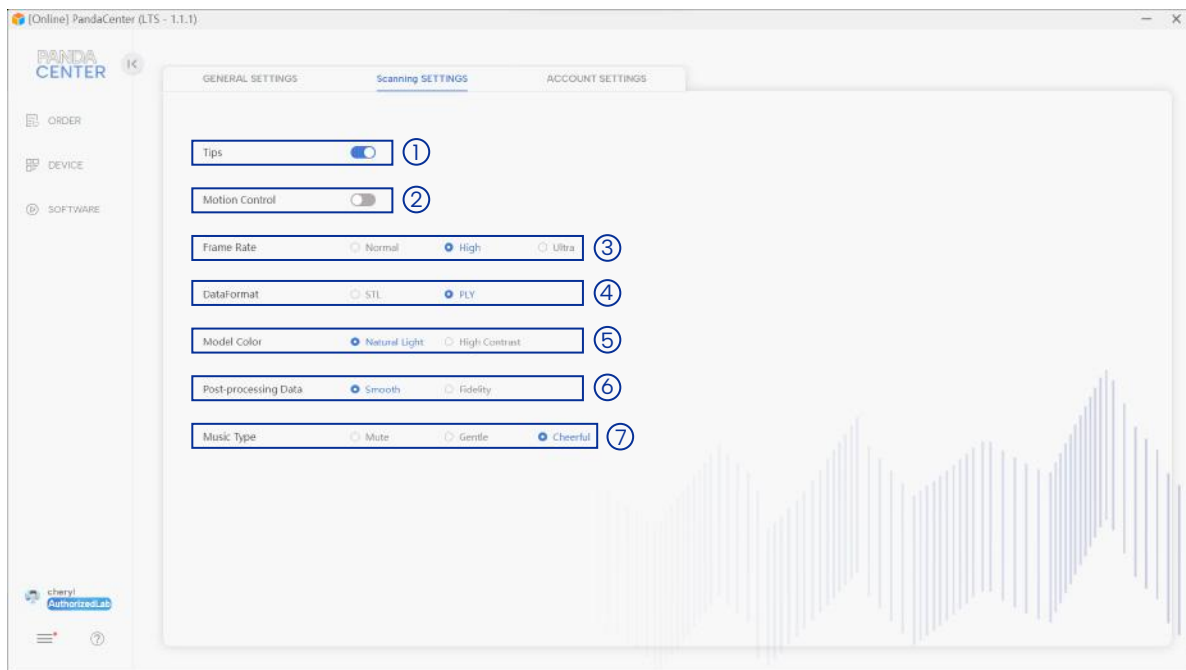 [Online] PandaCenter (LTS - 1.1.1)
PANDA
CENTER
GENERAL SETTINGS
Scanning SETTINGS
ACCOUNT SETTINGS
ORDER
DEVICE
SOFTWARE
Tips ①
Motion Control ②
Frame Rate Normal High Ultra ③
DataFormat STL PLY ④
Model Color Natural Light High Contrast ⑤
Post-processing Data Smooth Fidelity ⑥
Music Type Mute Gentle Cheerful ⑦
cheryl
AuthorizedLab